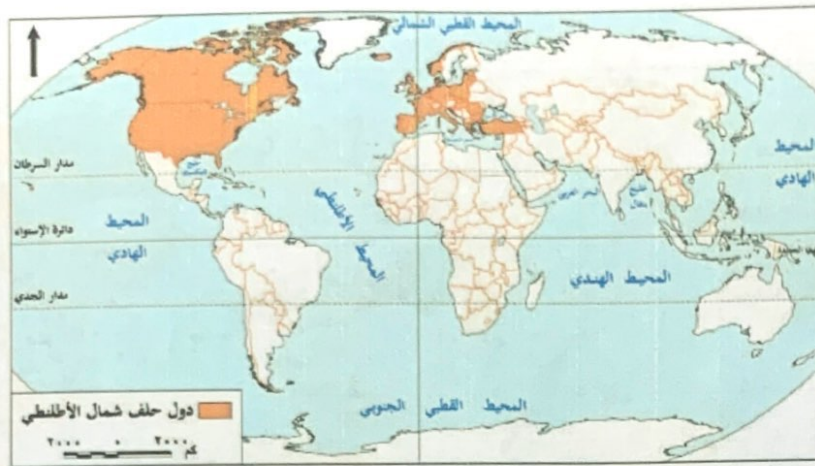 المحيط القطبي الشمالي
مدار السرطان
خليج
المحيط
الهادي
البحر العربي
خليج
بنغال
المحيط الأطلنطي
دائرة الإستواء
المحيط
الهادي
المحيط الهندي
مدار الجدي
المحيط القطبي الجنوبي
دول حلف شمال الأطلنطي
٢٠٠٠ ٠ ٢٠٠٠
كم